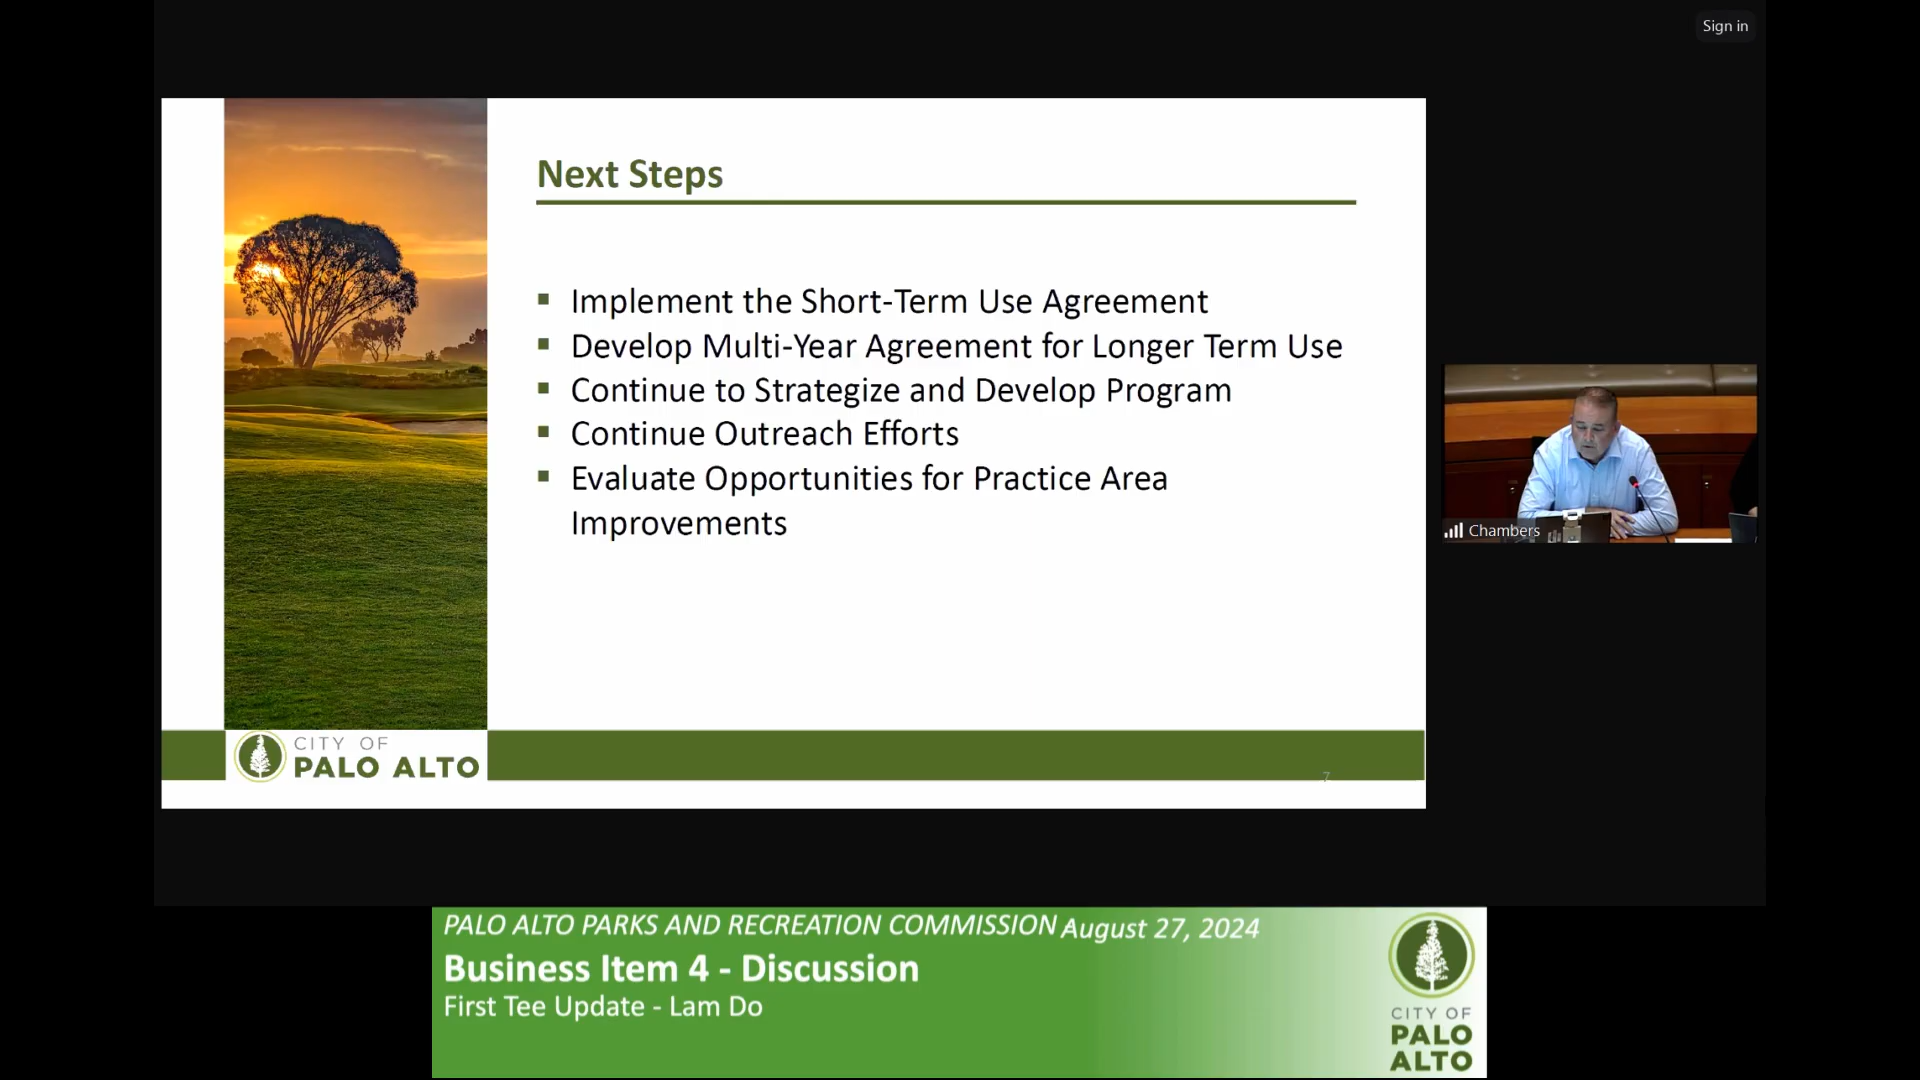 Sign in
Next Steps
Implement the Short-Term Use Agreement
Develop Multi-Year Agreement for Longer Term Use
Continue to Strategize and Develop Program
Continue Outreach Efforts
Evaluate Opportunities for Practice Area
Improvements
Chambers
CITY OF
PALO ALTO
7
PALO ALTO PARKS AND RECREATION COMMISSION August 27, 2024
Business Item 4 - Discussion
First Tee Update - Lam Do
CITY OF
PALO
ALTO